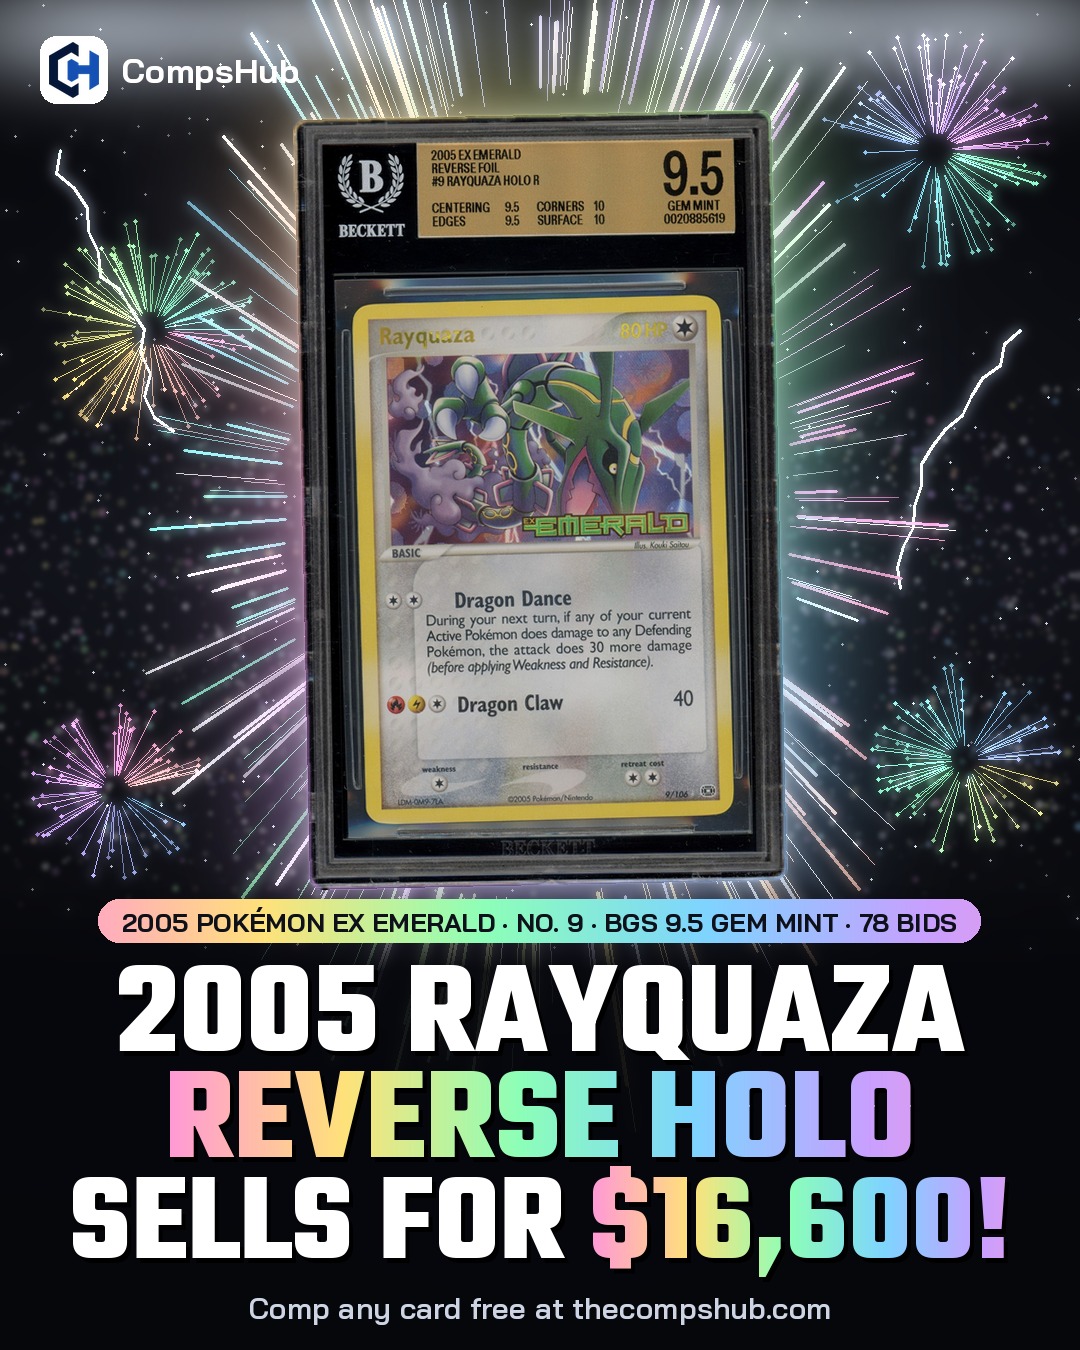 CompsHub
2005 EX EMERALD
REVERSE FOIL
#9 RAYQUAZA HOLO R
CENTERING 9.5 CORNERS 10
EDGES 9.5 SURFACE 10
9.5
GEM MINT
0020885619
B
BECKETT
Rayquaza 80 HP
EX EMERALD
BASIC
Illus. Kouki Saitou
Dragon Dance
During your next turn, if any of your current
Active Pokémon does damage to any Defending
Pokémon, the attack does 30 more damage
(before applying Weakness and Resistance).
Dragon Claw 40
weakness resistance retreat cost
©2005 Pokémon/Nintendo
9/106
BECKETT
2005 POKÉMON EX EMERALD · NO. 9 · BGS 9.5 GEM MINT · 78 BIDS
2005 RAYQUAZA
REVERSE HOLO
SELLS FOR $16,600!
Comp any card free at thecompshub.com